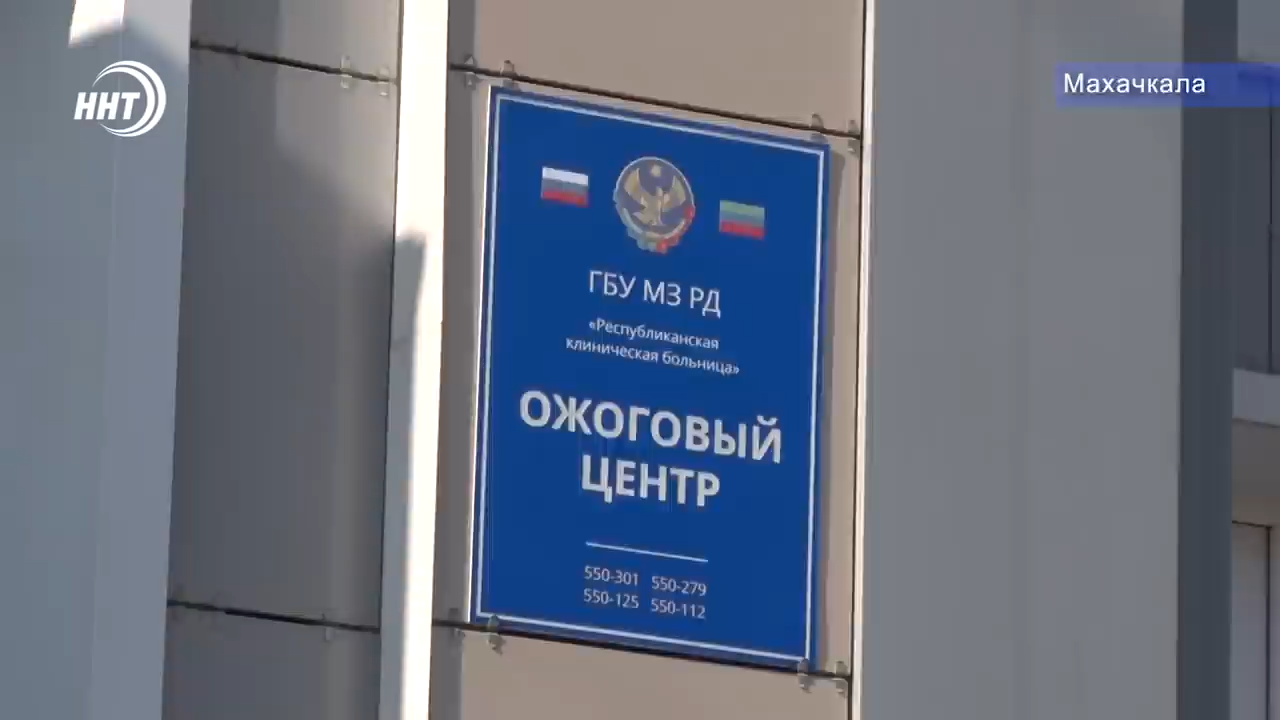 ННТ
Махачкала
ГБУ МЗ РД
«Республиканская
клиническая больница»
ОЖОГОВЫЙ
ЦЕНТР
550-301 550-279
550-125 550-112